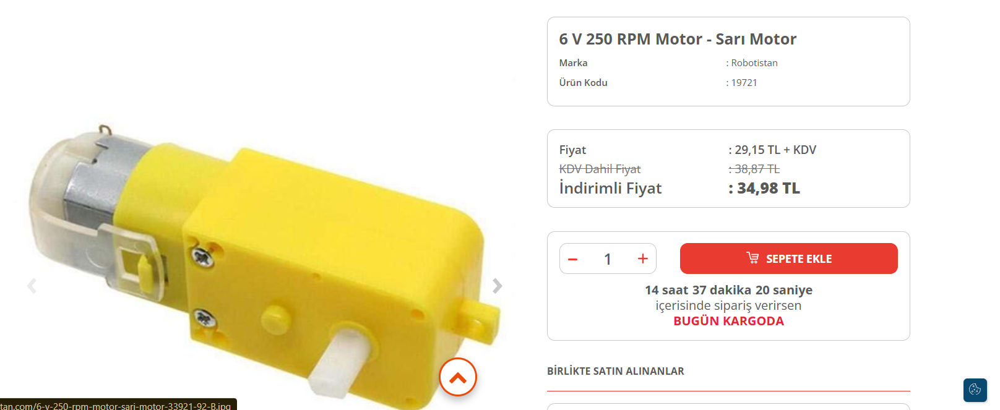 6 V 250 RPM Motor - Sarı Motor
Marka : Robotistan
Ürün Kodu : 19721
Fiyat : 29,15 TL + KDV
KDV Dahil Fiyat : 38,87 TL
İndirimli Fiyat : 34,98 TL
− 1 + SEPETE EKLE
14 saat 37 dakika 20 saniye
içerisinde sipariş verirsen
BUGÜN KARGODA
BİRLİKTE SATIN ALINANLAR
tan.com/6-v-250-rpm-motor-sari-motor-33921-92-B.jpg